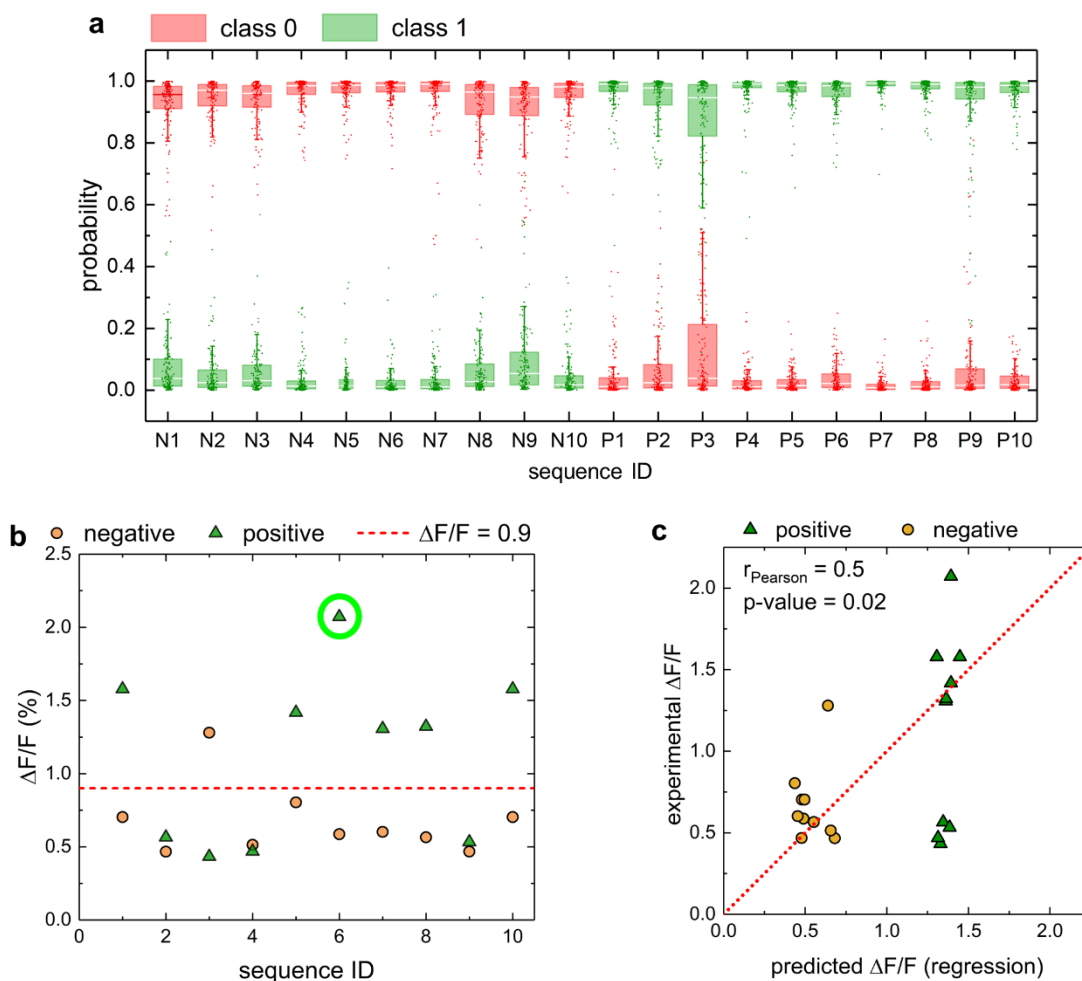 a
class 0 class 1
1.0
0.8
0.6
0.4
0.2
0.0
probability
N1 N2 N3 N4 N5 N6 N7 N8 N9 N10 P1 P2 P3 P4 P5 P6 P7 P8 P9 P10
sequence ID
b
negative positive ΔF/F = 0.9
2.5
2.0
1.5
1.0
0.5
0.0
ΔF/F (%)
2 4 6 8 10
sequence ID
c
positive negative
r_Pearson = 0.5
p-value = 0.02
2.0
1.5
1.0
0.5
0.0
experimental ΔF/F
0.0 0.5 1.0 1.5 2.0
predicted ΔF/F (regression)